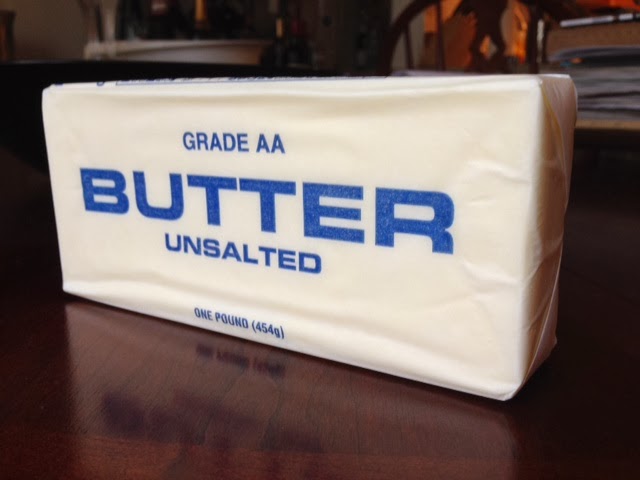 GRADE AA
BUTTER
UNSALTED
ONE POUND (454g)